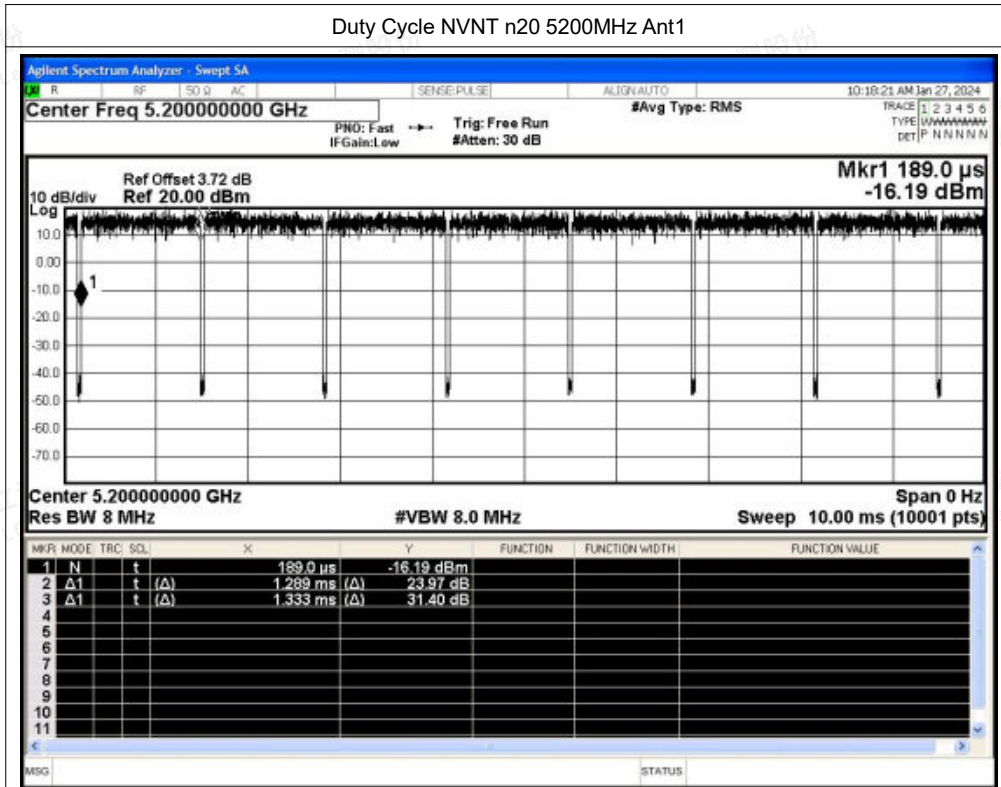 Duty Cycle NVNT n20 5200MHz Ant1
Agilent Spectrum Analyzer - Swept SA
R RF 50 Ω AC SENSE:PULSE ALIGN AUTO 10:18:21 AM Jan 27, 2024
Center Freq 5.200000000 GHz #Avg Type: RMS TRACE 1 2 3 4 5 6
PNO: Fast Trig: Free Run TYPE
IFGain:Low #Atten: 30 dB DET P N N N N N
Mkr1 189.0 µs
Ref Offset 3.72 dB
10 dB/div Ref 20.00 dBm -16.19 dBm
Log
10.0
0.00
-10.0
1
-20.0
-30.0
-40.0
-50.0
-60.0
-70.0
Center 5.200000000 GHz Span 0 Hz
Res BW 8 MHz #VBW 8.0 MHz Sweep 10.00 ms (10001 pts)
MKR MODE TRC SCL X Y FUNCTION FUNCTION WIDTH FUNCTION VALUE
1 N t 189.0 µs -16.19 dBm
2 Δ1 t (Δ) 1.289 ms (Δ) 23.97 dB
3 Δ1 t (Δ) 1.333 ms (Δ) 31.40 dB
4
5
6
7
8
9
10
11
MSG STATUS